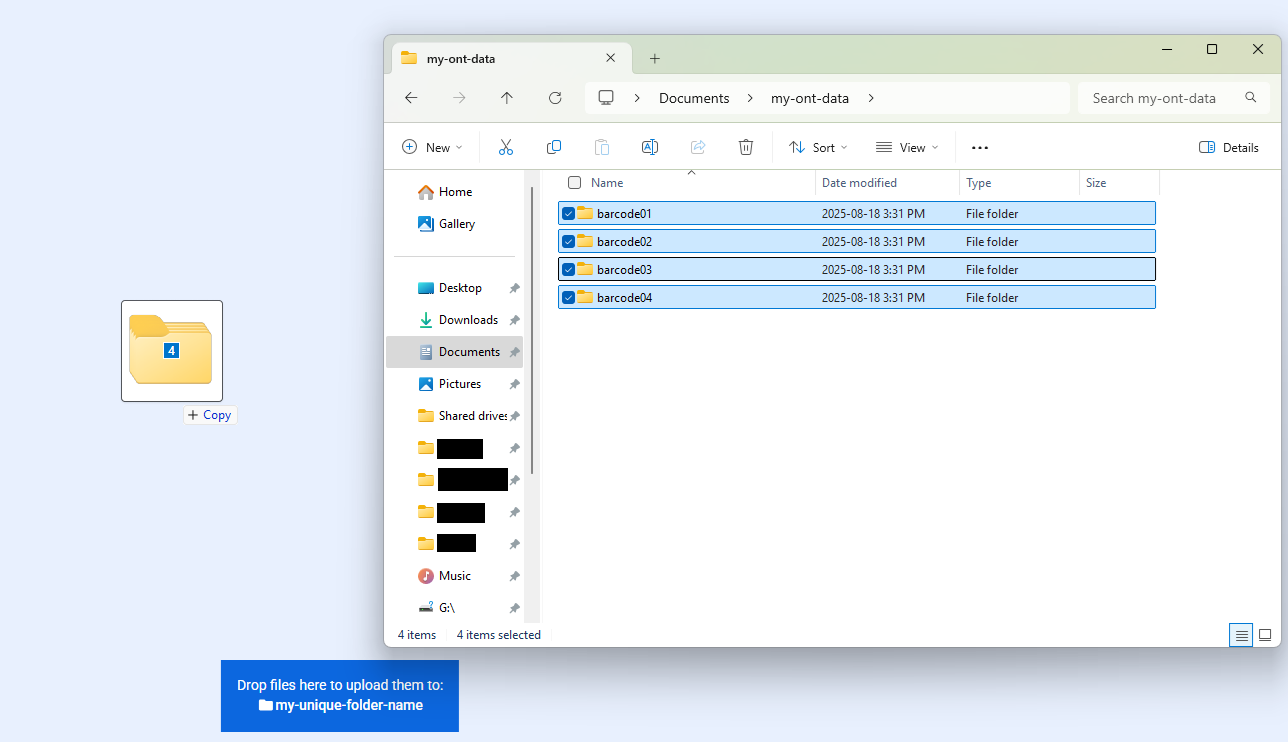 my-ont-data
Documents
my-ont-data
Search my-ont-data
New
Sort
View
Details
Home
Gallery
Desktop
Downloads
Documents
Pictures
Shared drives
Music
G:\
Name
Date modified
Type
Size
barcode01 2025-08-18 3:31 PM File folder
barcode02 2025-08-18 3:31 PM File folder
barcode03 2025-08-18 3:31 PM File folder
barcode04 2025-08-18 3:31 PM File folder
4
+ Copy
4 items
4 items selected
Drop files here to upload them to:
my-unique-folder-name